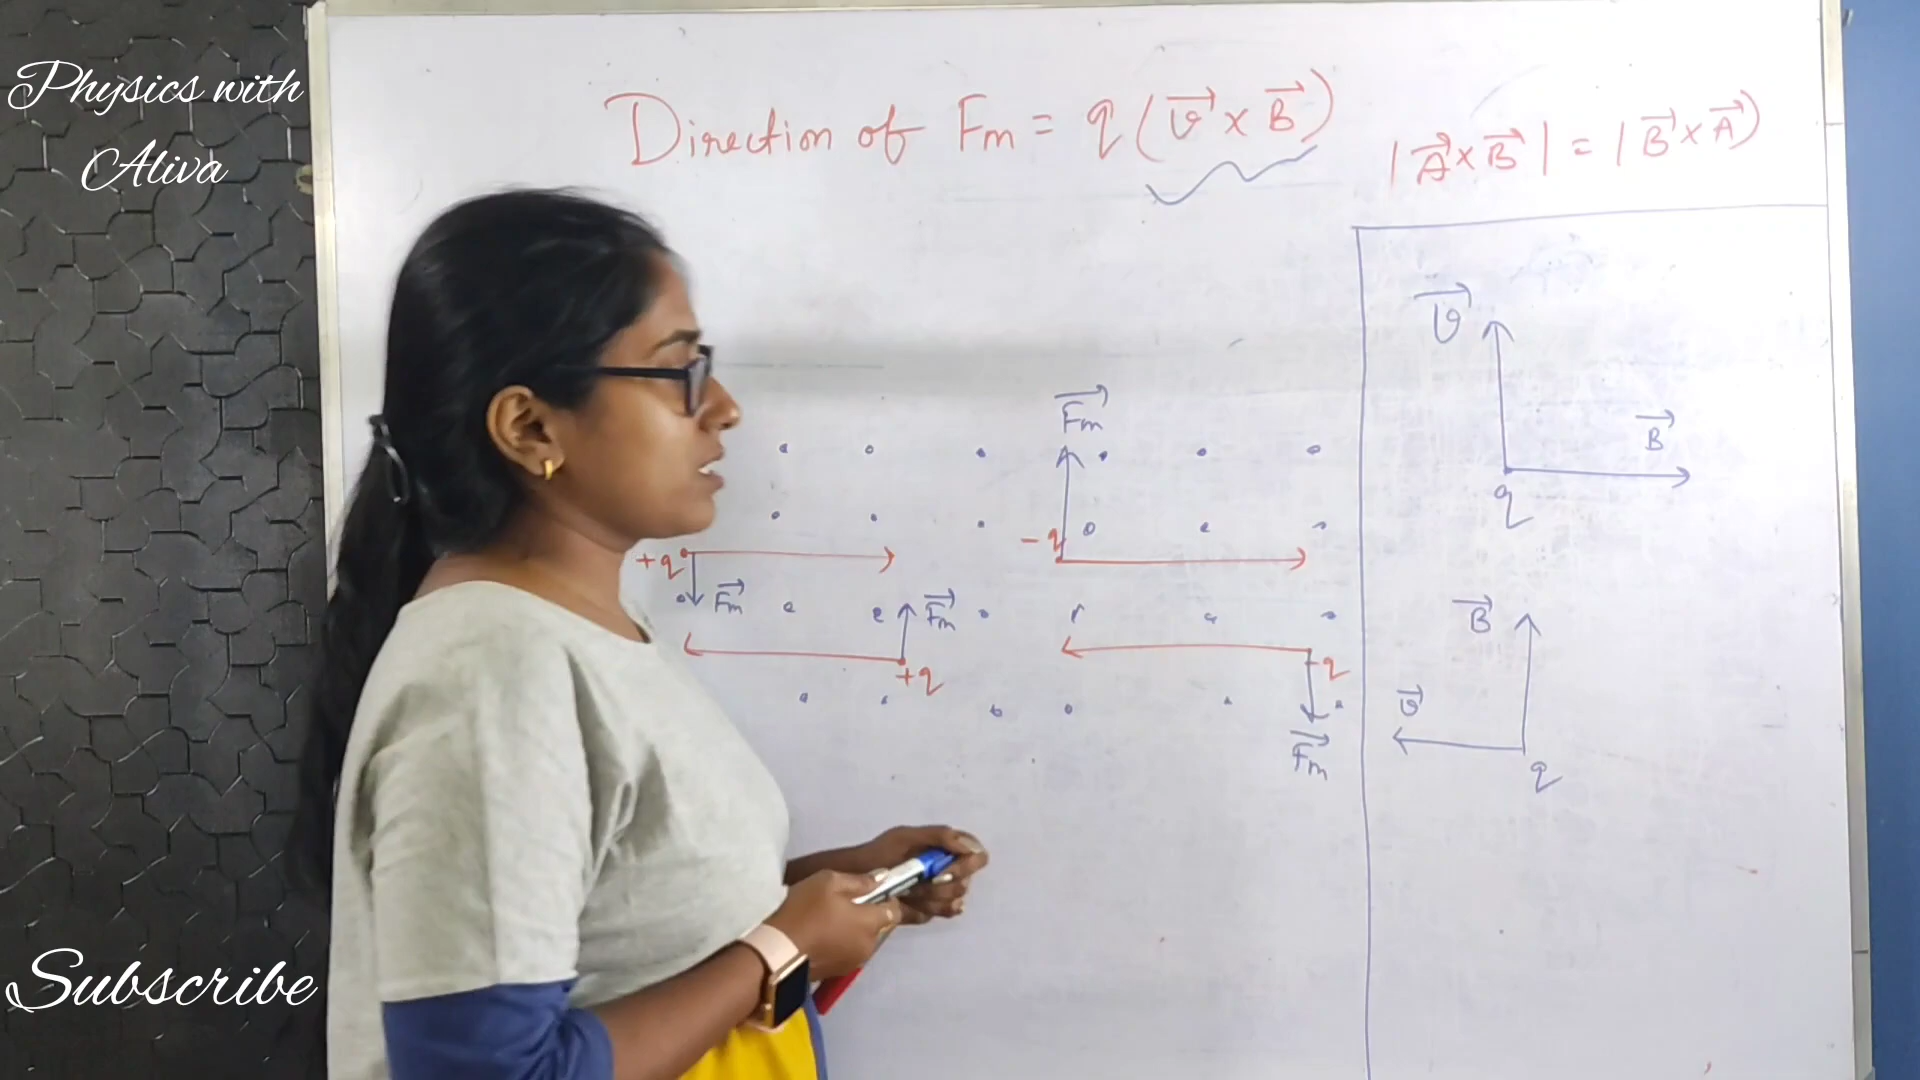 Physics with
Aliva
Direction of Fm = q (v⃗ × B⃗)
| A⃗ × B⃗ | = | B⃗ × A⃗ )
v⃗
B⃗
q
F⃗m
- q
+q
F⃗m
F⃗m
+q
- q
F⃗m
B⃗
v⃗
q
Subscribe